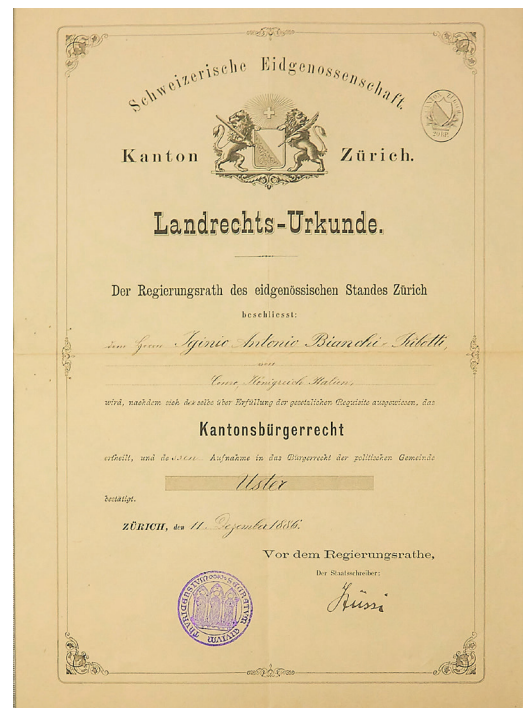 Schweizerische Eidgenossenschaft.
Kanton Zürich.
Landrechts-Urkunde.
Der Regierungsrath des eidgenössischen Standes Zürich
beschliesst:
dem Herrn Iginio Antonio Bianchi-
von
Como, Königreich Italien,
wird, nachdem sich derselbe über Erfüllung der gesetzlichen Requisite ausgewiesen, das
Kantonsbürgerrecht
ertheilt, und dessen Aufnahme in das Bürgerrecht der politischen Gemeinde
Uster
bestätigt.
ZÜRICH, den 11. Dezember 1886.
Vor dem Regierungsrathe,
Der Staatsschreiber:
Stüssi